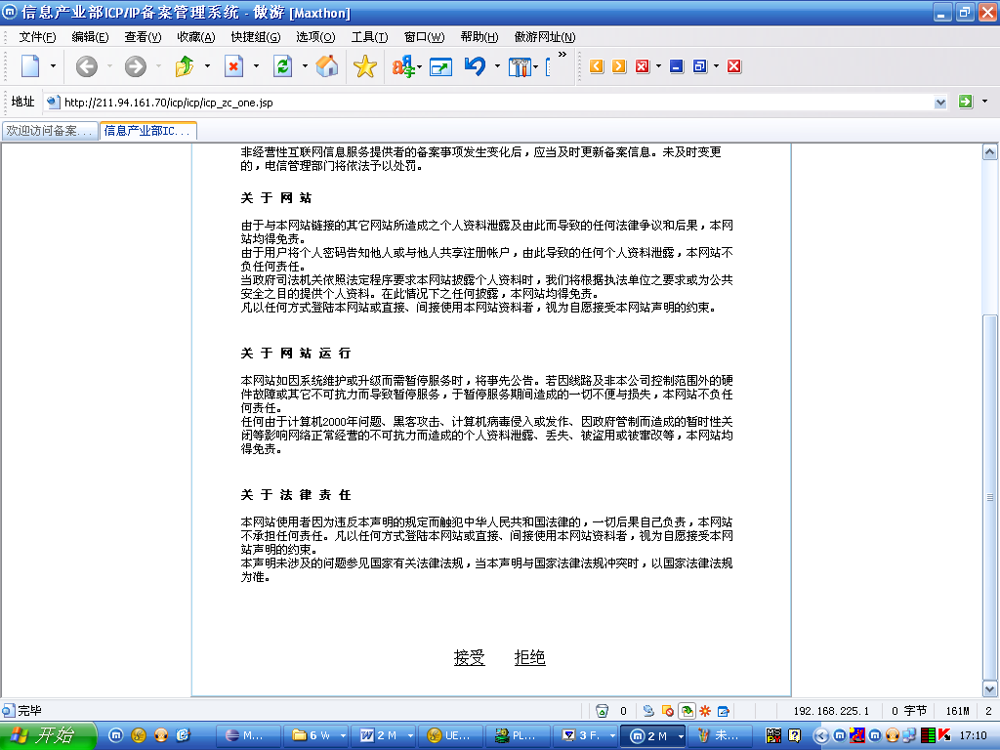 信息产业部ICP/IP备案管理系统 - 傲游 [Maxthon]
文件(F) 编辑(E) 查看(V) 收藏(A) 快捷组(G) 选项(O) 工具(T) 窗口(W) 帮助(H) 傲游网址(N)
地址 http://211.94.161.70/icp/icp/icp_zc_one.jsp
欢迎访问备案... 信息产业部IC...
非经营性互联网信息服务提供者的备案事项发生变化后，应当及时更新备案信息。未及时变更
的，电信管理部门将依法予以处罚。
关 于 网 站
由于与本网站链接的其它网站所造成之个人资料泄露及由此而导致的任何法律争议和后果，本网
站均得免责。
由于用户将个人密码告知他人或与他人共享注册帐户，由此导致的任何个人资料泄露，本网站不
负任何责任。
当政府司法机关依照法定程序要求本网站披露个人资料时，我们将根据执法单位之要求或为公共
安全之目的提供个人资料。在此情况下之任何披露，本网站均得免责。
凡以任何方式登陆本网站或直接、间接使用本网站资料者，视为自愿接受本网站声明的约束。
关 于 网 站 运 行
本网站如因系统维护或升级而需暂停服务时，将事先公告。若因线路及非本公司控制范围外的硬
件故障或其它不可抗力而导致暂停服务，于暂停服务期间造成的一切不便与损失，本网站不负任
何责任。
任何由于计算机2000年问题、黑客攻击、计算机病毒侵入或发作、因政府管制而造成的暂时性关
闭等影响网络正常经营的不可抗力而造成的个人资料泄露、丢失、被盗用或被窜改等，本网站均
得免责。
关 于 法 律 责 任
本网站使用者因为违反本声明的规定而触犯中华人民共和国法律的，一切后果自己负责，本网站
不承担任何责任。凡以任何方式登陆本网站或直接、间接使用本网站资料者，视为自愿接受本网
站声明的约束。
本声明未涉及的问题参见国家有关法律法规，当本声明与国家法律法规冲突时，以国家法律法规
为准。
接受 拒绝
完毕 0 192.168.225.1 0 字节 161M 2
开始 M... 6 W 2 M UE... PL... 3 F. 2 M 未... 17:10